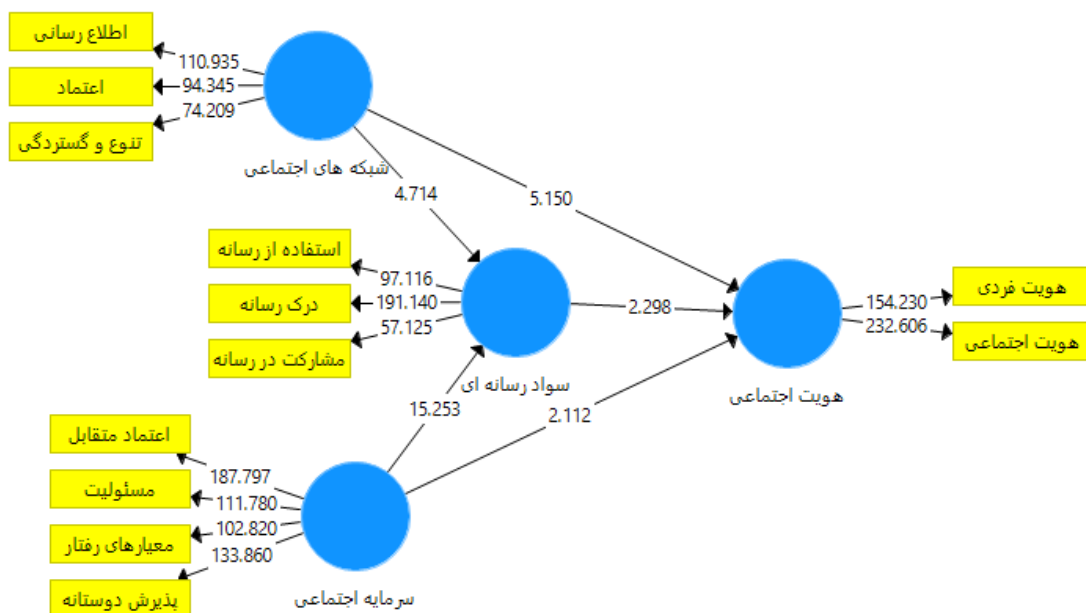 اطلاع رسانی
110.935
اعتماد
94.345
74.209
تنوع و گستردگی
شبکه های اجتماعی
4.714
5.150
استفاده از رسانه
97.116
درک رسانه
191.140
57.125
مشارکت در رسانه
سواد رسانه ای
2.298
هویت فردی
154.230
232.606
هویت اجتماعی
هویت اجتماعی
15.253
2.112
اعتماد متقابل
187.797
مسئولیت
111.780
102.820
معیارهای رفتار
133.860
پذیرش دوستانه
سرمایه اجتماعی